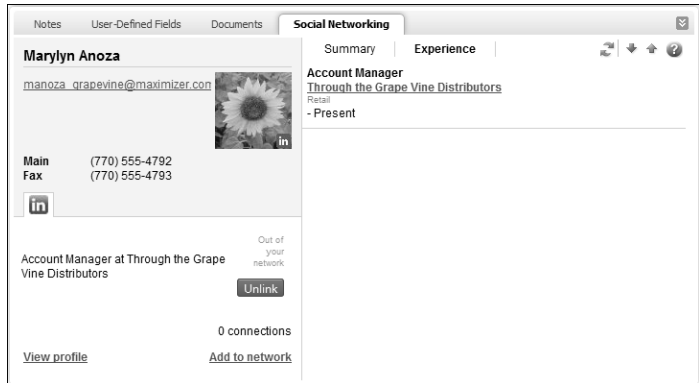 Notes User-Defined Fields Documents Social Networking
Marylyn Anoza
manoza_grapevine@maximizer.com
in
Main (770) 555-4792
Fax (770) 555-4793
in
Account Manager at Through the Grape
Vine Distributors
Out of
your
network
Unlink
0 connections
View profile Add to network
Summary Experience ?
Account Manager
Through the Grape Vine Distributors
Retail
- Present